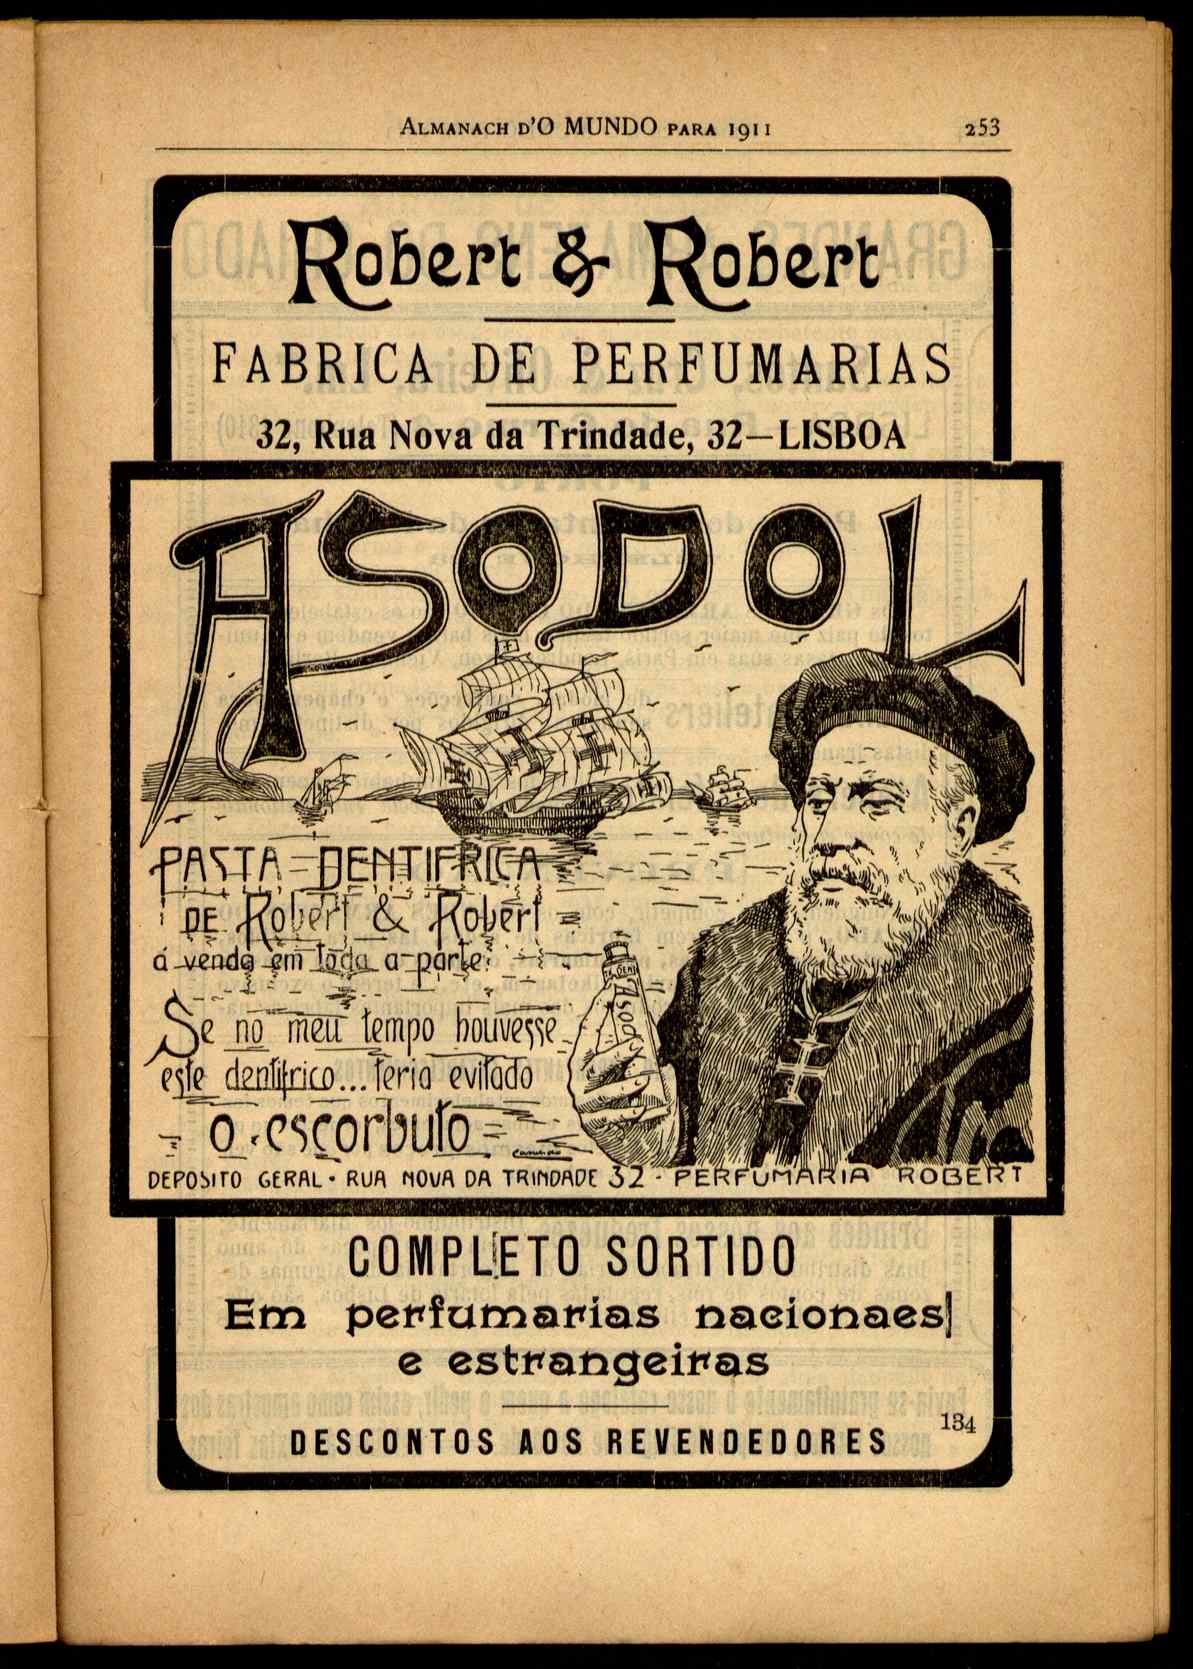 ALMANACH D'O MUNDO PARA 1911 253
Robert & Robert
FABRICA DE PERFUMARIAS
32, Rua Nova da Trindade, 32—LISBOA
ASODOL
PASTA-DENTIFRICA
DE Robert & Robert
á venda em toda a parte.
Asodol
Se no meu tempo houvesse
este dentifrico... teria evitado
o escorbuto
DEPOSITO GERAL · RUA NOVA DA TRINDADE 32 - PERFUMARIA ROBERT
COMPLETO SORTIDO
Em perfumarias nacionaes
e estrangeiras
134
DESCONTOS AOS REVENDEDORES